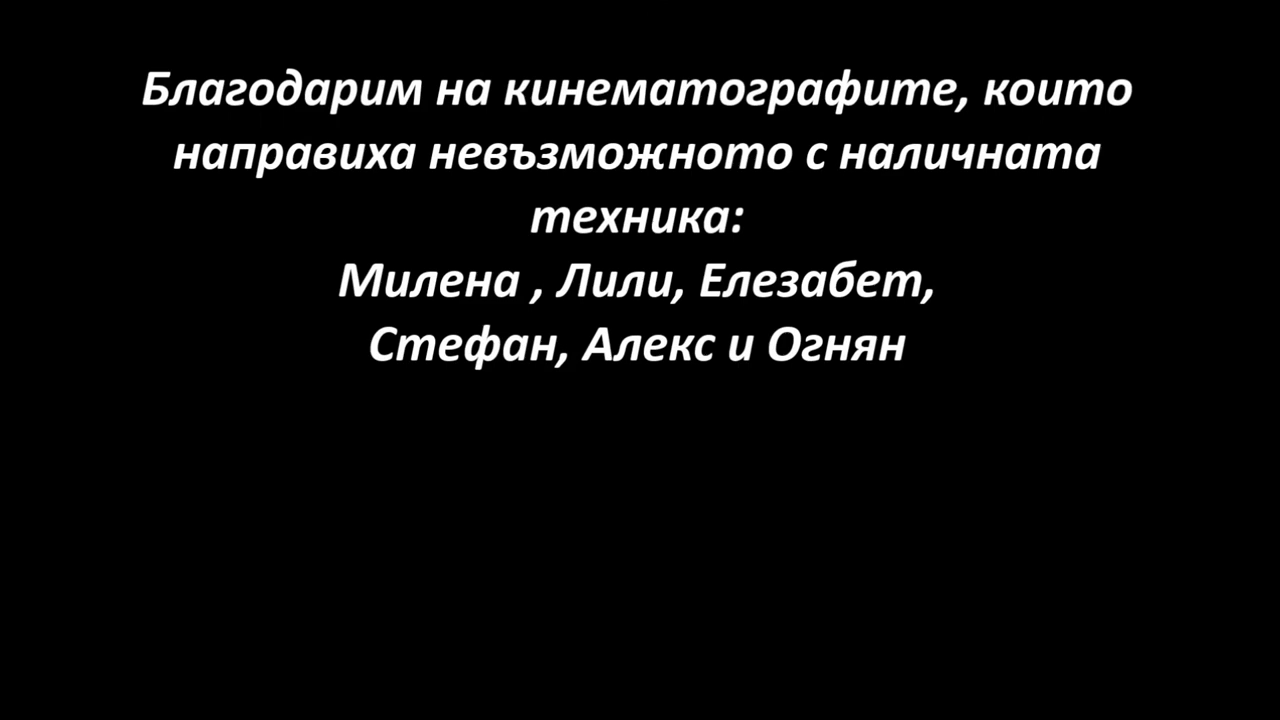 Благодарим на кинематографите, които
направиха невъзможното с наличната
техника:
Милена , Лили, Елезабет,
Стефан, Алекс и Огнян